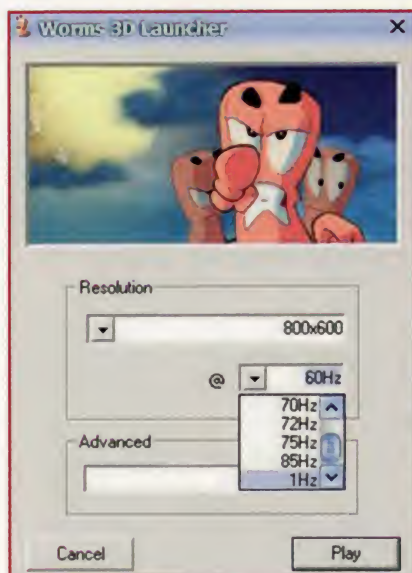 Worms 3D Launcher
Resolution
800x600
@ 60Hz
70Hz
72Hz
75Hz
85Hz
1Hz
Advanced
Cancel
Play